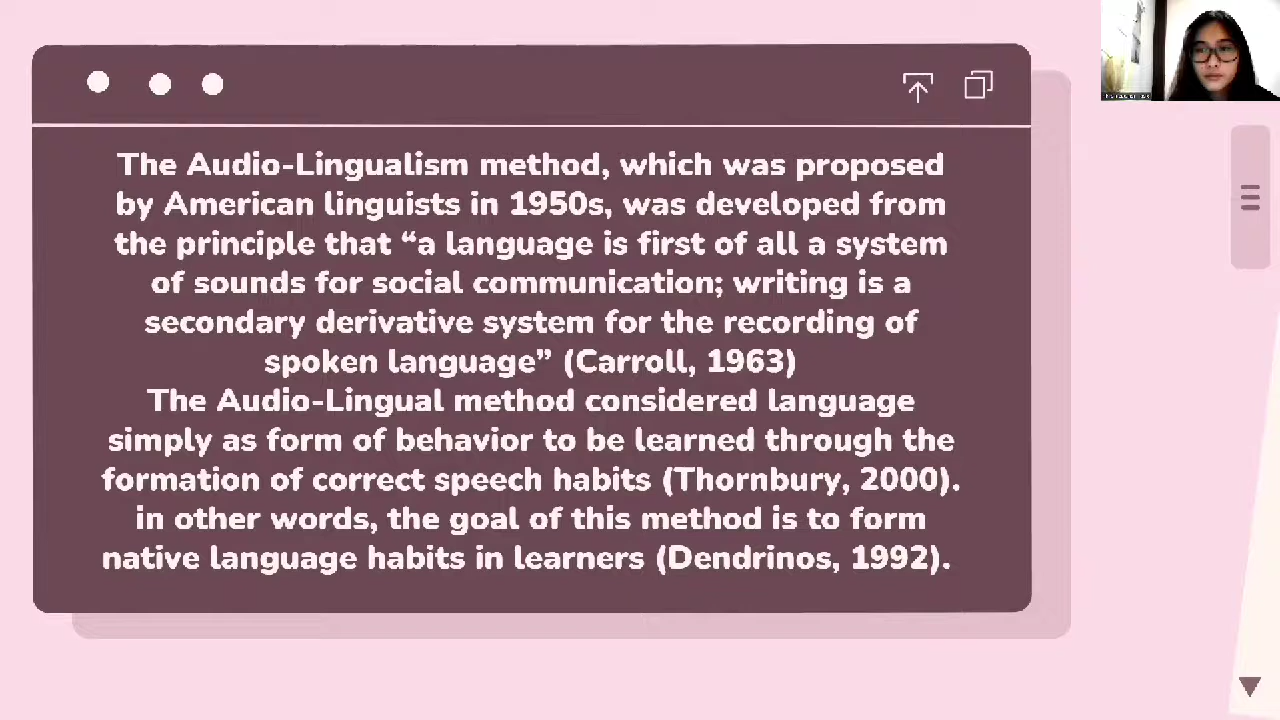 The Audio-Lingualism method, which was proposed
by American linguists in 1950s, was developed from
the principle that “a language is first of all a system
of sounds for social communication; writing is a
secondary derivative system for the recording of
spoken language” (Carroll, 1963)
The Audio-Lingual method considered language
simply as form of behavior to be learned through the
formation of correct speech habits (Thornbury, 2000).
in other words, the goal of this method is to form
native language habits in learners (Dendrinos, 1992).